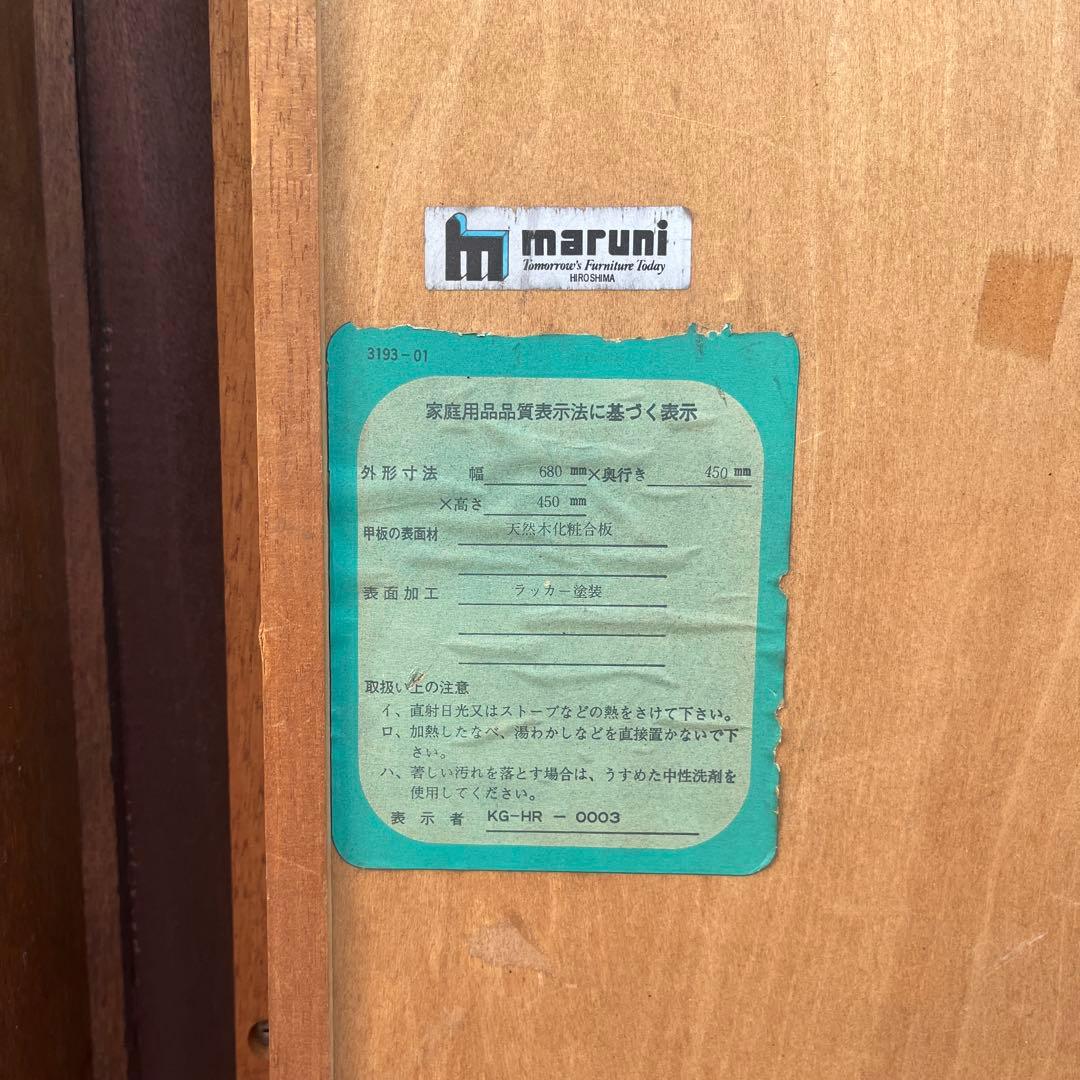 maruni
Tomorrow's Furniture Today
HIROSHIMA
3193-01
家庭用品品質表示法に基づく表示
外形寸法 幅 680 mm×奥行き 450 mm
×高さ 450 mm
甲板の表面材 天然木化粧合板
表面加工 ラッカー塗装
取扱い上の注意
イ、直射日光又はストーブなどの熱をさけて下さい。
ロ、加熱したなべ、湯わかしなどを直接置かないで下
さい。
ハ、著しい汚れを落とす場合は、うすめた中性洗剤を
使用してください。
表示者 KG-HR-0003